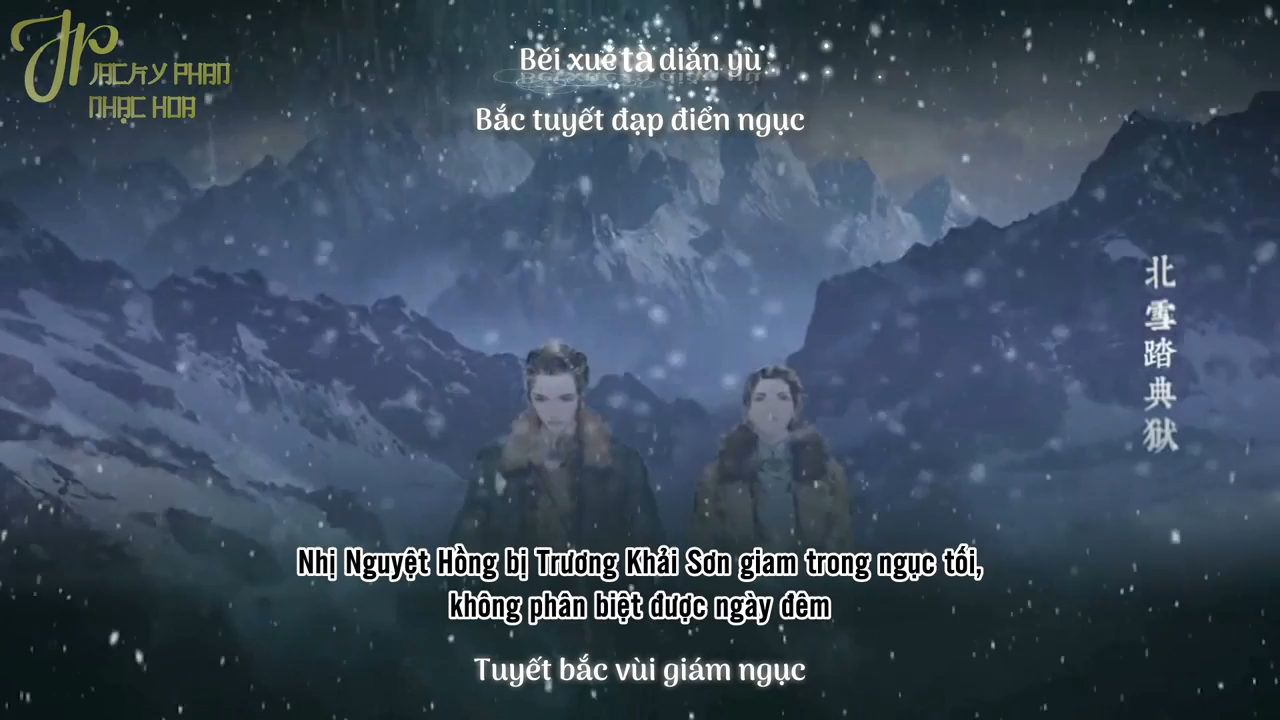 JP
JACKY PHAN
NHẠC HOA
Běi xuě tà diǎn yù
Bắc tuyết đạp điển ngục
北雪踏典狱
Nhị Nguyệt Hồng bị Trương Khải Sơn giam trong ngục tối,
không phân biệt được ngày đêm
Tuyết bắc vùi giám ngục